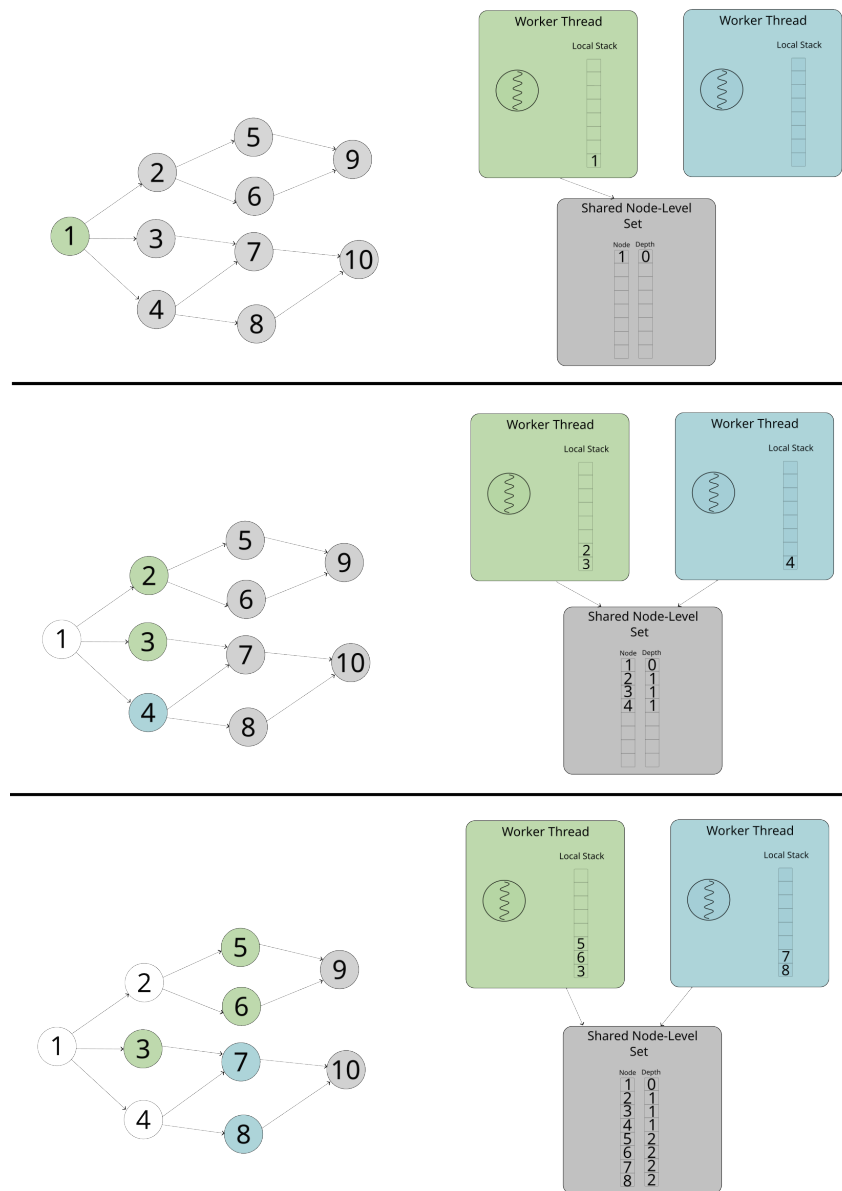 Worker Thread
Local Stack
1
Worker Thread
Local Stack
5
2
9
6
1
3
7
10
4
8
Shared Node-Level
Set
Node Depth
1 0
Worker Thread
Local Stack
2
3
Worker Thread
Local Stack
4
5
2
9
6
1
3
7
10
4
8
Shared Node-Level
Set
Node Depth
1 0
2 1
3 1
4 1
Worker Thread
Local Stack
5
6
3
Worker Thread
Local Stack
7
8
5
2
9
6
1
3
7
10
4
8
Shared Node-Level
Set
Node Depth
1 0
2 1
3 1
4 1
5 2
6 2
7 2
8 2